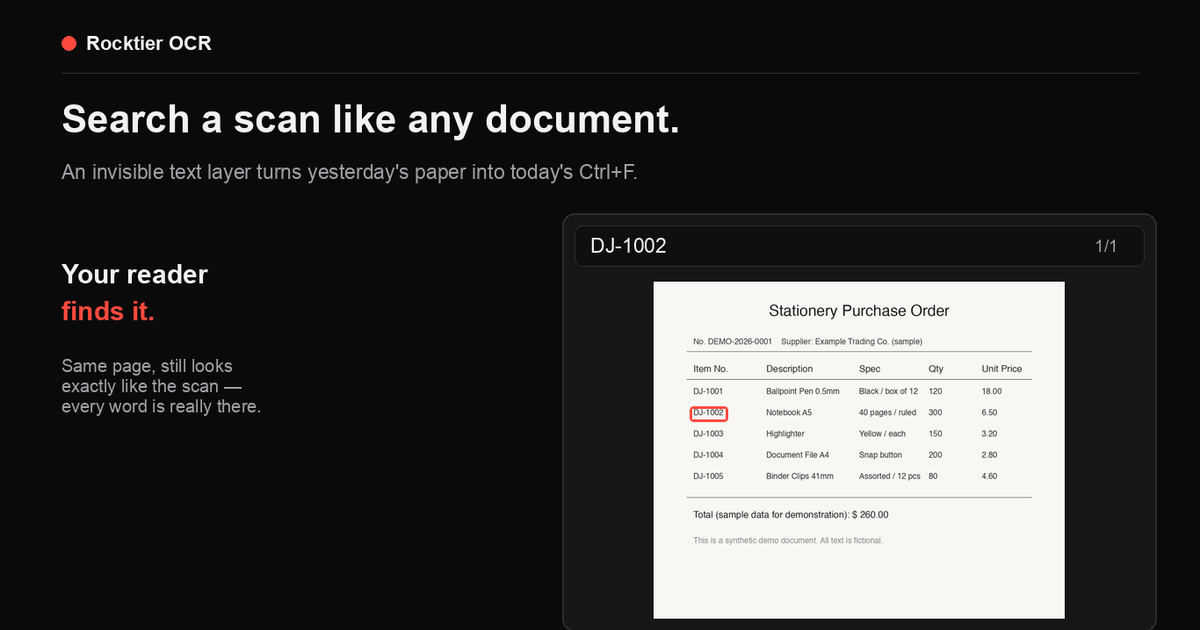 Rocktier OCR
Search a scan like any document.
An invisible text layer turns yesterday's paper into today's Ctrl+F.
Your reader
finds it.
Same page, still looks
exactly like the scan —
every word is really there.
DJ-1002 1/1
Stationery Purchase Order
No. DEMO-2026-0001 Supplier: Example Trading Co. (sample)
Item No. Description Spec Qty Unit Price
DJ-1001 Ballpoint Pen 0.5mm Black / box of 12 120 18.00
DJ-1002 Notebook A5 40 pages / ruled 300 6.50
DJ-1003 Highlighter Yellow / each 150 3.20
DJ-1004 Document File A4 Snap button 200 2.80
DJ-1005 Binder Clips 41mm Assorted / 12 pcs 80 4.60
Total (sample data for demonstration): $ 260.00
This is a synthetic demo document. All text is fictional.